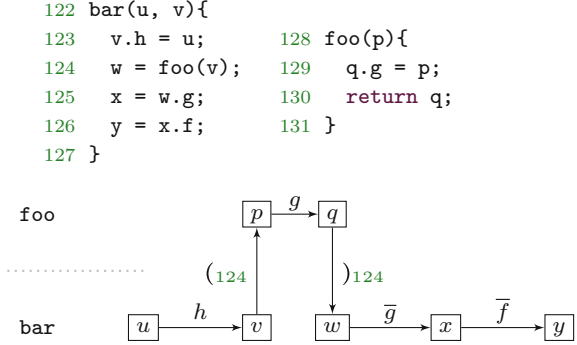 122 bar(u, v){
123   v.h = u;
124   w = foo(v);
125   x = w.g;
126   y = x.f;
127 }
128 foo(p){
129   q.g = p;
130   return q;
131 }
foo p g q
(124 )124
bar u h v w g̅ x f̅ y